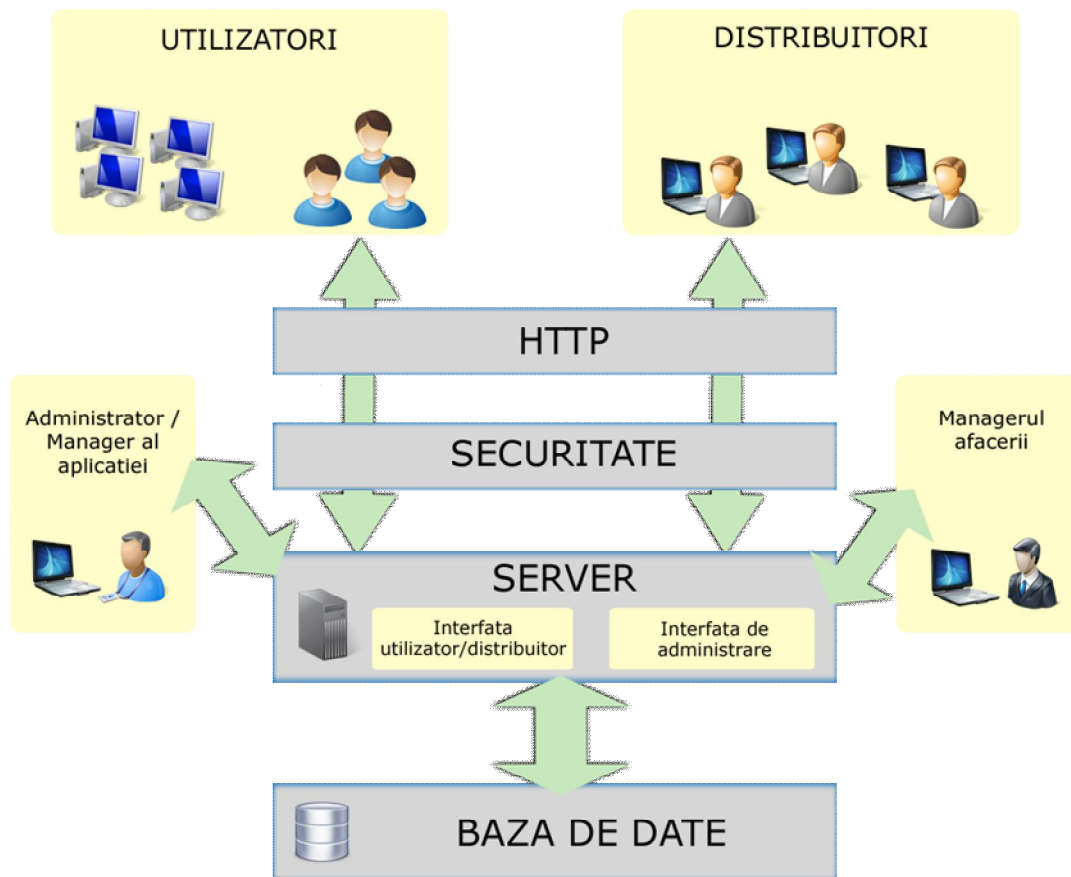 UTILIZATORI
DISTRIBUITORI
HTTP
SECURITATE
Administrator /
Manager al
aplicatiei
Managerul
afacerii
SERVER
Interfata
utilizator/distribuitor
Interfata de
administrare
BAZA DE DATE